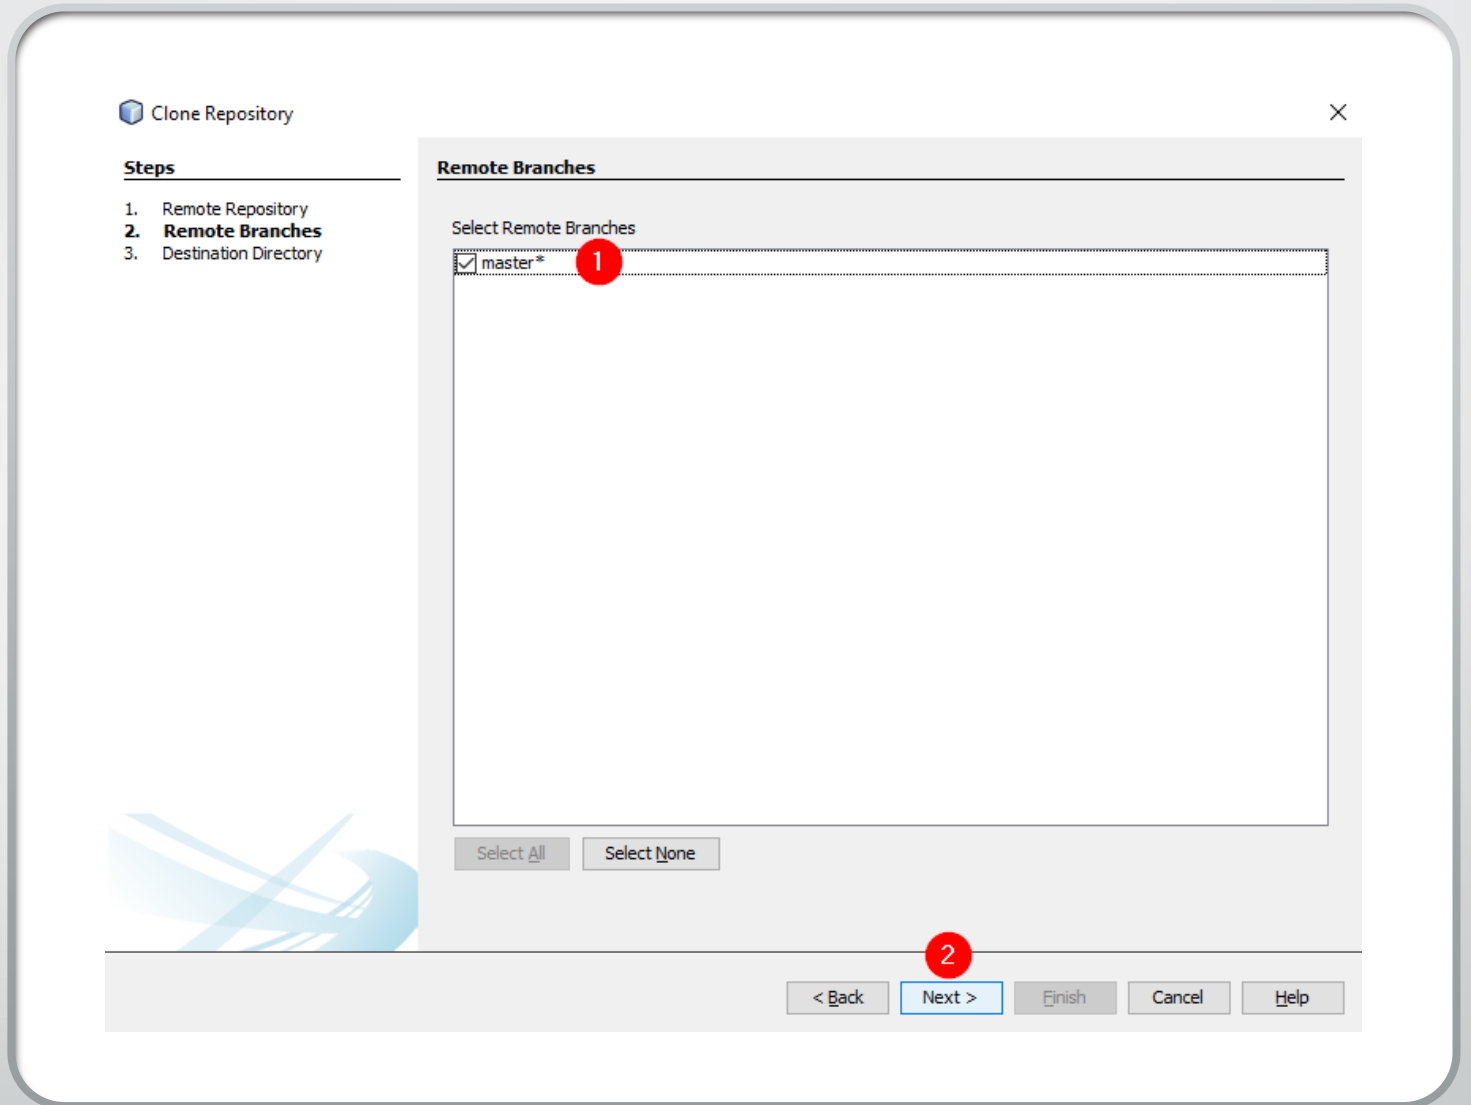 Clone Repository
Steps
1. Remote Repository
2. Remote Branches
3. Destination Directory
Remote Branches
Select Remote Branches
master*
1
Select All
Select None
2
< Back
Next >
Finish
Cancel
Help